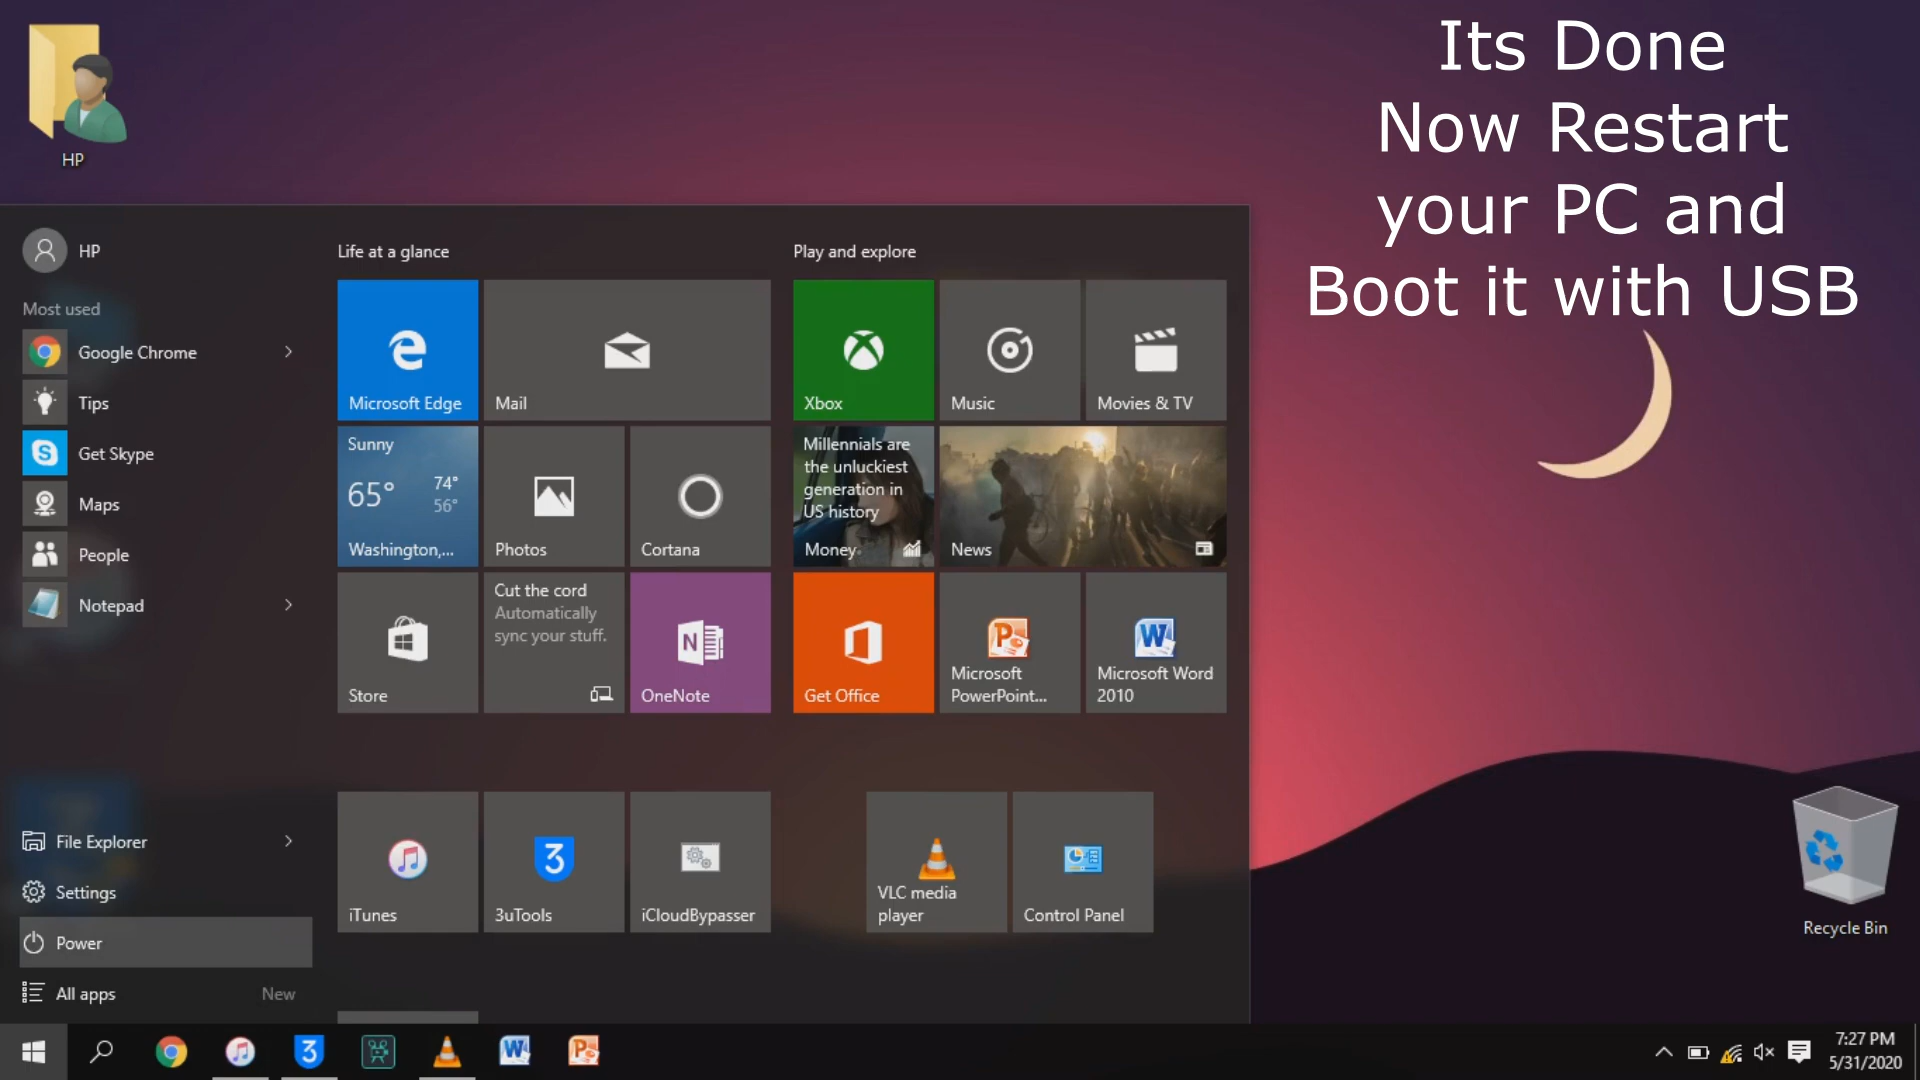 Its Done
Now Restart
your PC and
Boot it with USB
HP
HP
Most used
Google Chrome
Tips
Get Skype
Maps
People
Notepad
File Explorer
Settings
Power
All apps
New
Life at a glance
Microsoft Edge
Mail
Sunny
65°
74°
56°
Washington,...
Photos
Cortana
Store
Cut the cord
Automatically
sync your stuff.
OneNote
Play and explore
Xbox
Music
Movies & TV
Millennials are
the unluckiest
generation in
US history
Money
News
Get Office
Microsoft
PowerPoint...
Microsoft Word
2010
iTunes
3uTools
iCloudBypasser
VLC media
player
Control Panel
Recycle Bin
7:27 PM
5/31/2020